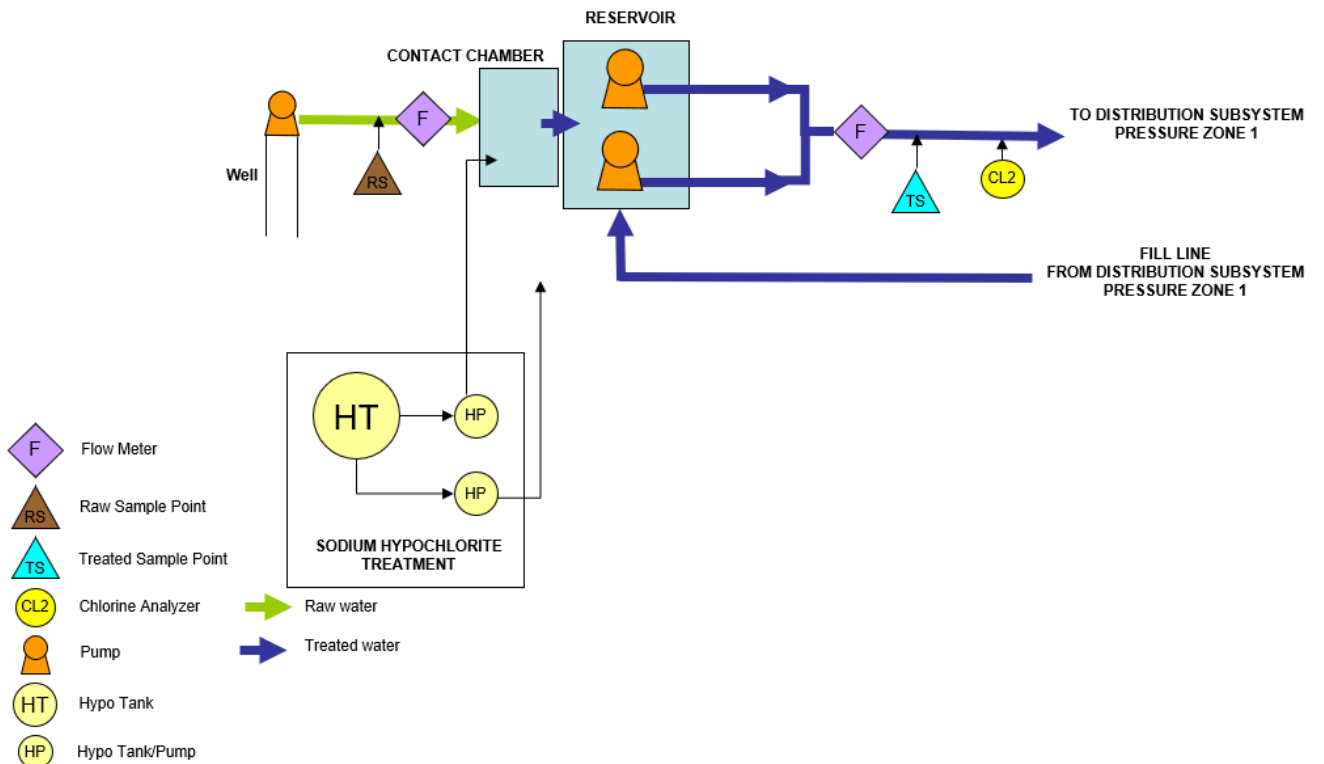 RESERVOIR
CONTACT CHAMBER
F
TO DISTRIBUTION SUBSYSTEM
PRESSURE ZONE 1
F
Well
RS
TS
CL2
FILL LINE
FROM DISTRIBUTION SUBSYSTEM
PRESSURE ZONE 1
HT
HP
HP
SODIUM HYPOCHLORITE
TREATMENT
F Flow Meter
RS Raw Sample Point
TS Treated Sample Point
CL2 Chlorine Analyzer
Raw water
Pump
Treated water
HT Hypo Tank
HP Hypo Tank/Pump